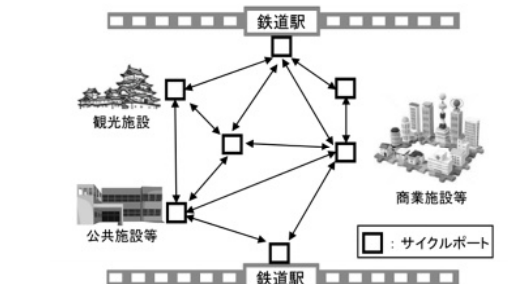 鉄道駅
観光施設
商業施設等
公共施設等
：サイクルポート
鉄道駅